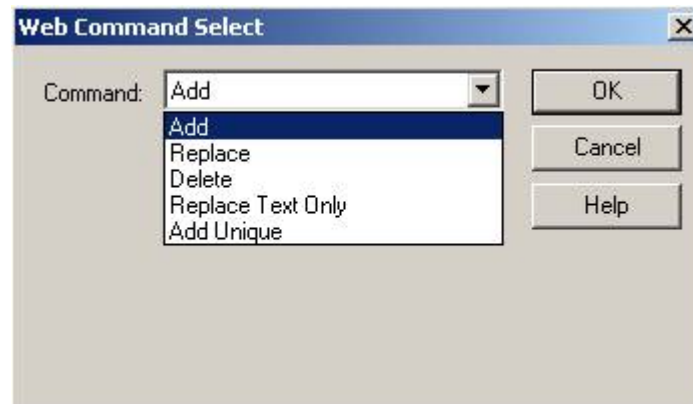 Web Command Select
Command: Add OK
Add
Replace Cancel
Delete
Replace Text Only Help
Add Unique